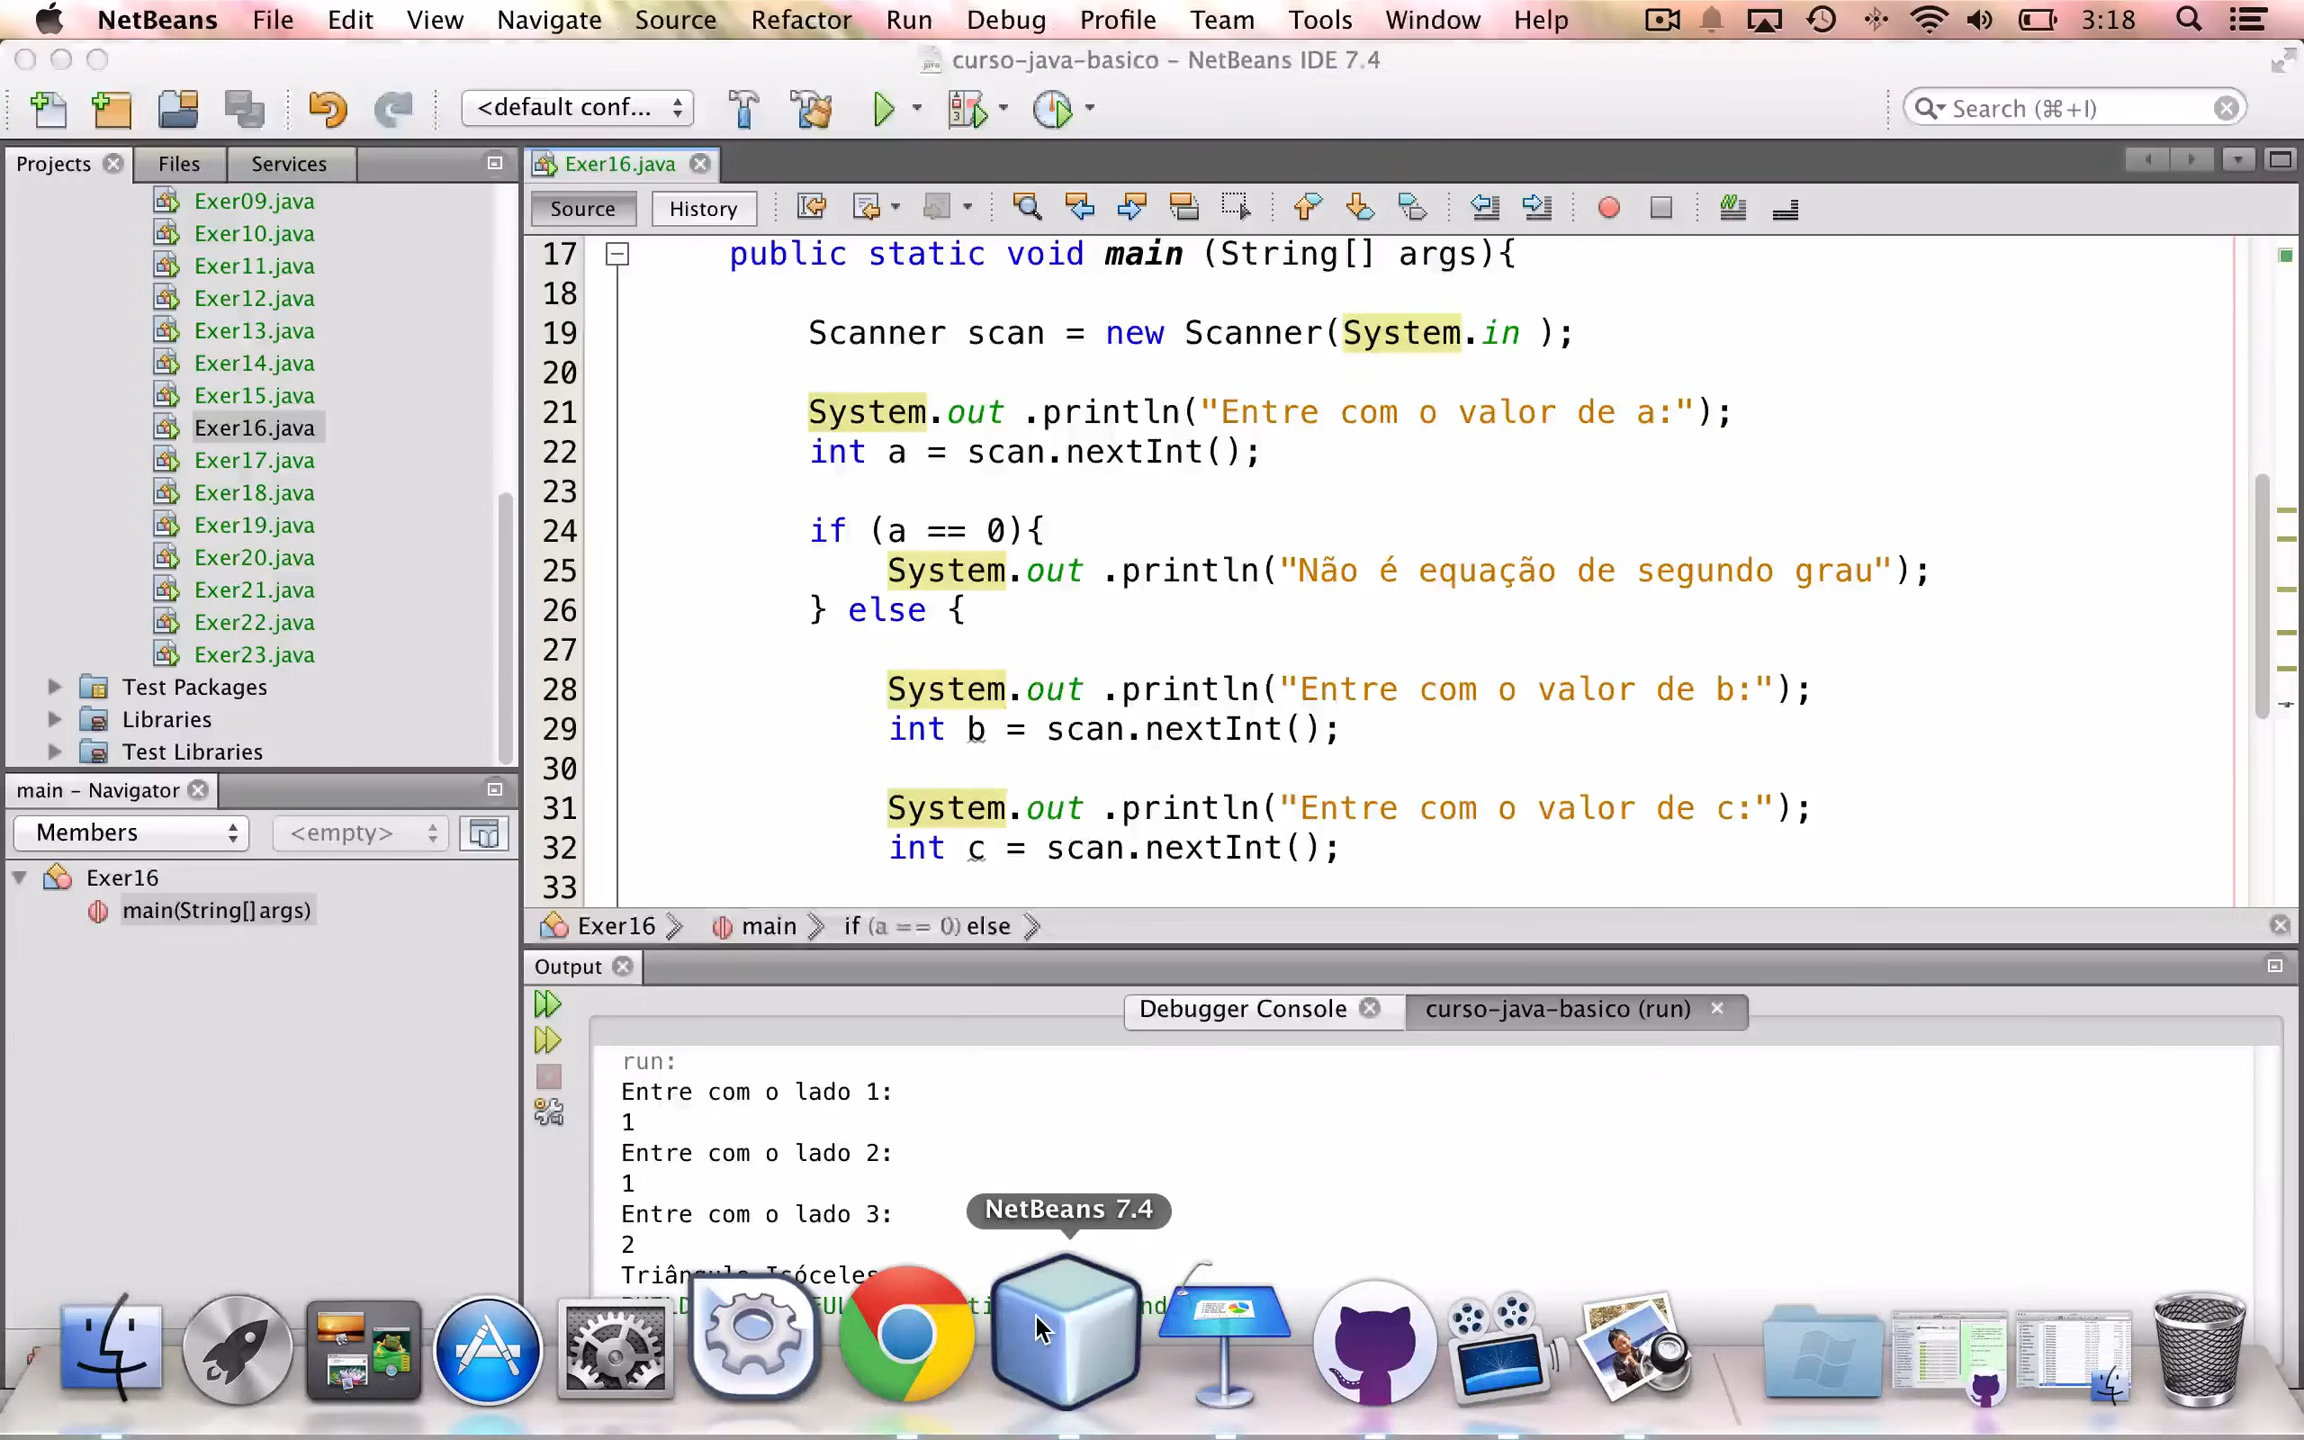 NetBeans File Edit View Navigate Source Refactor Run Debug Profile Team Tools Window Help 3:18
curso-java-basico – NetBeans IDE 7.4
<default conf... Search (⌘+I)
Projects Files Services
Exer09.java
Exer10.java
Exer11.java
Exer12.java
Exer13.java
Exer14.java
Exer15.java
Exer16.java
Exer17.java
Exer18.java
Exer19.java
Exer20.java
Exer21.java
Exer22.java
Exer23.java
Test Packages
Libraries
Test Libraries
main – Navigator
Members <empty>
Exer16
main(String[] args)
Exer16.java
Source History
17 public static void main (String[] args){
18
19 Scanner scan = new Scanner(System.in );
20
21 System.out .println("Entre com o valor de a:");
22 int a = scan.nextInt();
23
24 if (a == 0){
25 System.out .println("Não é equação de segundo grau");
26 } else {
27
28 System.out .println("Entre com o valor de b:");
29 int b = scan.nextInt();
30
31 System.out .println("Entre com o valor de c:");
32 int c = scan.nextInt();
33
Exer16 main if (a == 0) else
Output
Debugger Console curso-java-basico (run)
run:
Entre com o lado 1:
1
Entre com o lado 2:
1
Entre com o lado 3:
2
NetBeans 7.4
Isóceles